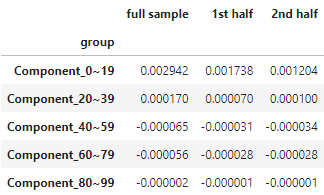 full sample 1st half 2nd half
group
Component_0~19 0.002942 0.001738 0.001204
Component_20~39 0.000170 0.000070 0.000100
Component_40~59 -0.000065 -0.000031 -0.000034
Component_60~79 -0.000056 -0.000028 -0.000028
Component_80~99 -0.000002 -0.000001 -0.000001